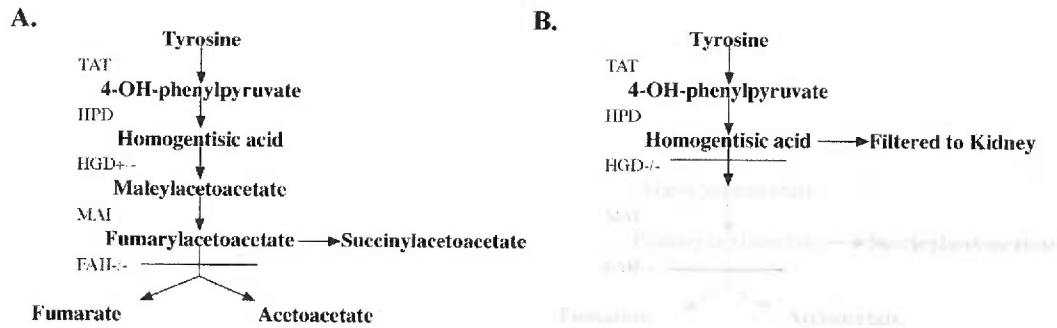 A.
Tyrosine
TAT
4-OH-phenylpyruvate
HPD
Homogentisic acid
HGD+-
Maleylacetoacetate
MAI
Fumarylacetoacetate Succinylacetoacetate
FAH-/-
Fumarate Acetoacetate
B.
Tyrosine
TAT
4-OH-phenylpyruvate
HPD
Homogentisic acid Filtered to Kidney
HGD-/-